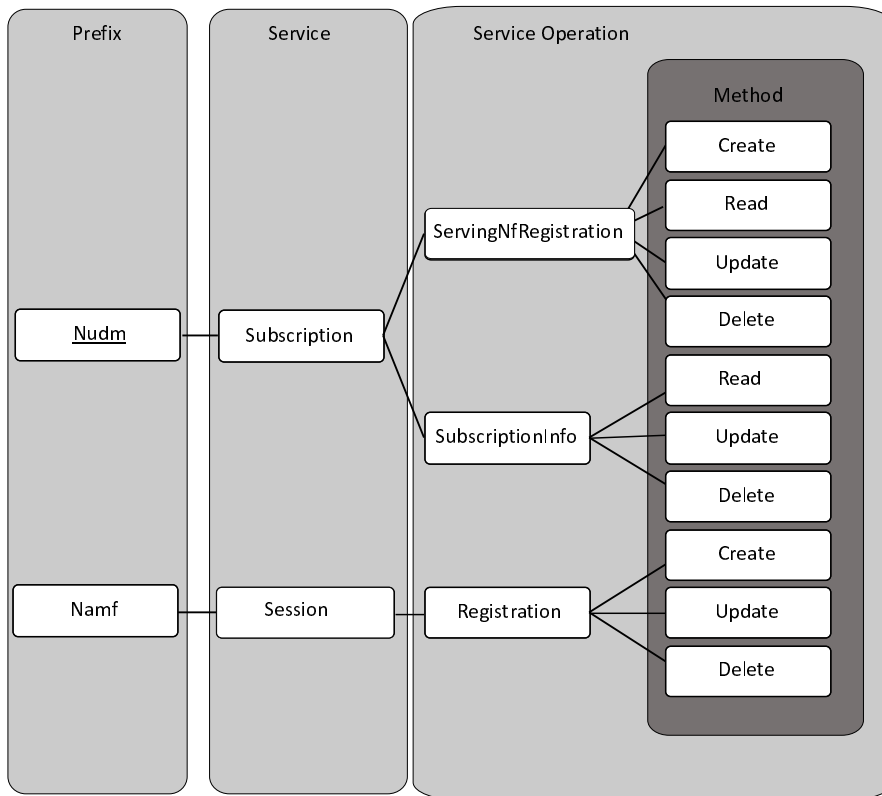 Prefix
Service
Service Operation
Method
Create
Read
ServingNfRegistration
Update
Delete
Nudm
Subscription
Read
SubscriptionInfo
Update
Delete
Create
Namf
Session
Registration
Update
Delete